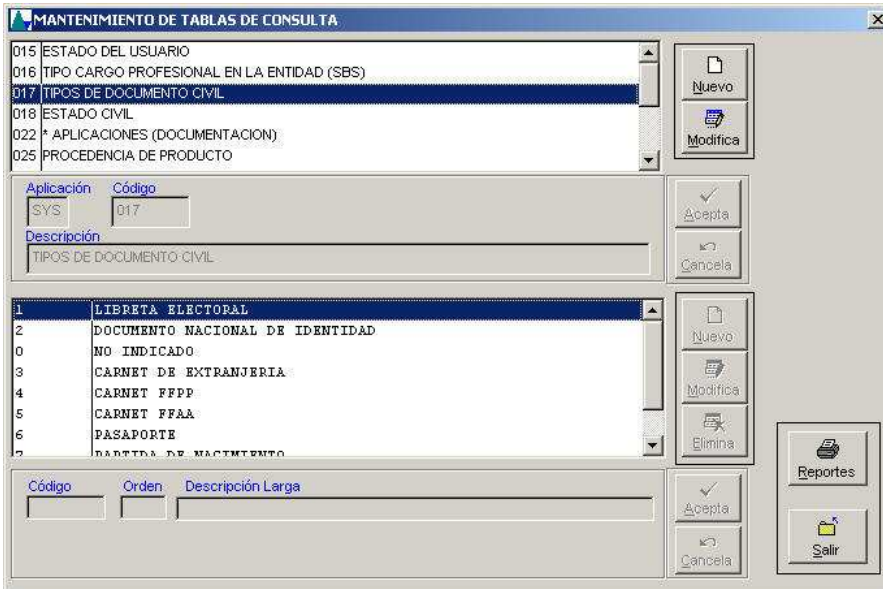 MANTENIMIENTO DE TABLAS DE CONSULTA
015 ESTADO DEL USUARIO
016 TIPO CARGO PROFESIONAL EN LA ENTIDAD (SBS)
017 TIPOS DE DOCUMENTO CIVIL
018 ESTADO CIVIL
022 * APLICACIONES (DOCUMENTACION)
025 PROCEDENCIA DE PRODUCTO
Nuevo
Modifica
Aplicación Código
SYS 017
Descripción
TIPOS DE DOCUMENTO CIVIL
Acepta
Cancela
1 LIBRETA ELECTORAL
2 DOCUMENTO NACIONAL DE IDENTIDAD
0 NO INDICADO
3 CARNET DE EXTRANJERIA
4 CARNET FFPP
5 CARNET FFAA
6 PASAPORTE
7 PARTIDA DE NACIMIENTO
Nuevo
Modifica
Elimina
Código Orden Descripción Larga
Acepta
Cancela
Reportes
Salir